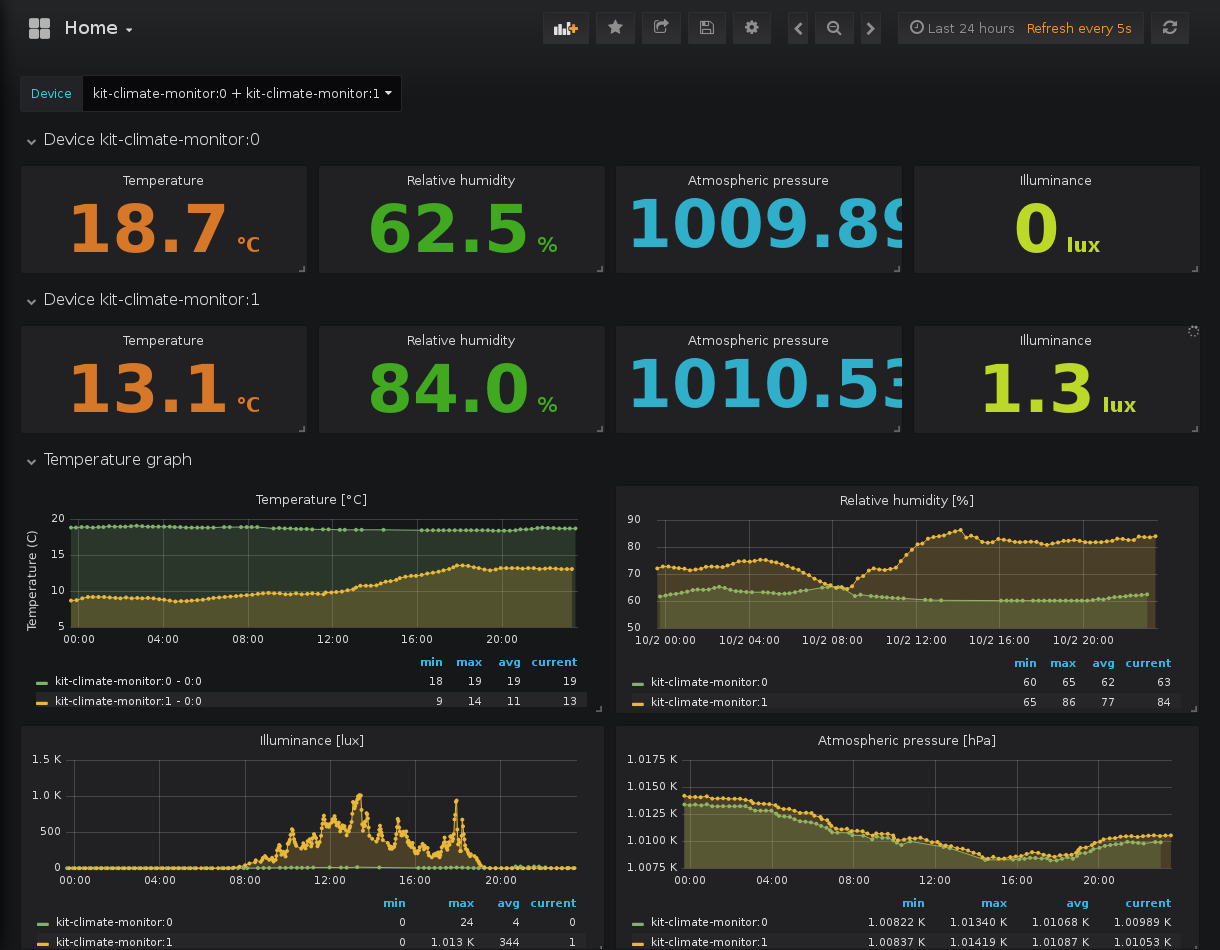 Home
Last 24 hours Refresh every 5s
Device kit-climate-monitor:0 + kit-climate-monitor:1
Device kit-climate-monitor:0
Temperature
18.7 °C
Relative humidity
62.5 %
Atmospheric pressure
1009.89
Illuminance
0 lux
Device kit-climate-monitor:1
Temperature
13.1 °C
Relative humidity
84.0 %
Atmospheric pressure
1010.53
Illuminance
1.3 lux
Temperature graph
Temperature [°C]
Temperature (C)
20
15
10
5
00:00 04:00 08:00 12:00 16:00 20:00
min max avg current
kit-climate-monitor:0 - 0:0 18 19 19 19
kit-climate-monitor:1 - 0:0 9 14 11 13
Relative humidity [%]
90
80
70
60
50
10/2 00:00 10/2 04:00 10/2 08:00 10/2 12:00 10/2 16:00 10/2 20:00
min max avg current
kit-climate-monitor:0 60 65 62 63
kit-climate-monitor:1 65 86 77 84
Illuminance [lux]
1.5 K
1.0 K
500
0
00:00 04:00 08:00 12:00 16:00 20:00
min max avg current
kit-climate-monitor:0 0 24 4 0
kit-climate-monitor:1 0 1.013 K 344 1
Atmospheric pressure [hPa]
1.0175 K
1.0150 K
1.0125 K
1.0100 K
1.0075 K
00:00 04:00 08:00 12:00 16:00 20:00
min max avg current
kit-climate-monitor:0 1.00822 K 1.01340 K 1.01068 K 1.00989 K
kit-climate-monitor:1 1.00837 K 1.01419 K 1.01087 K 1.01053 K